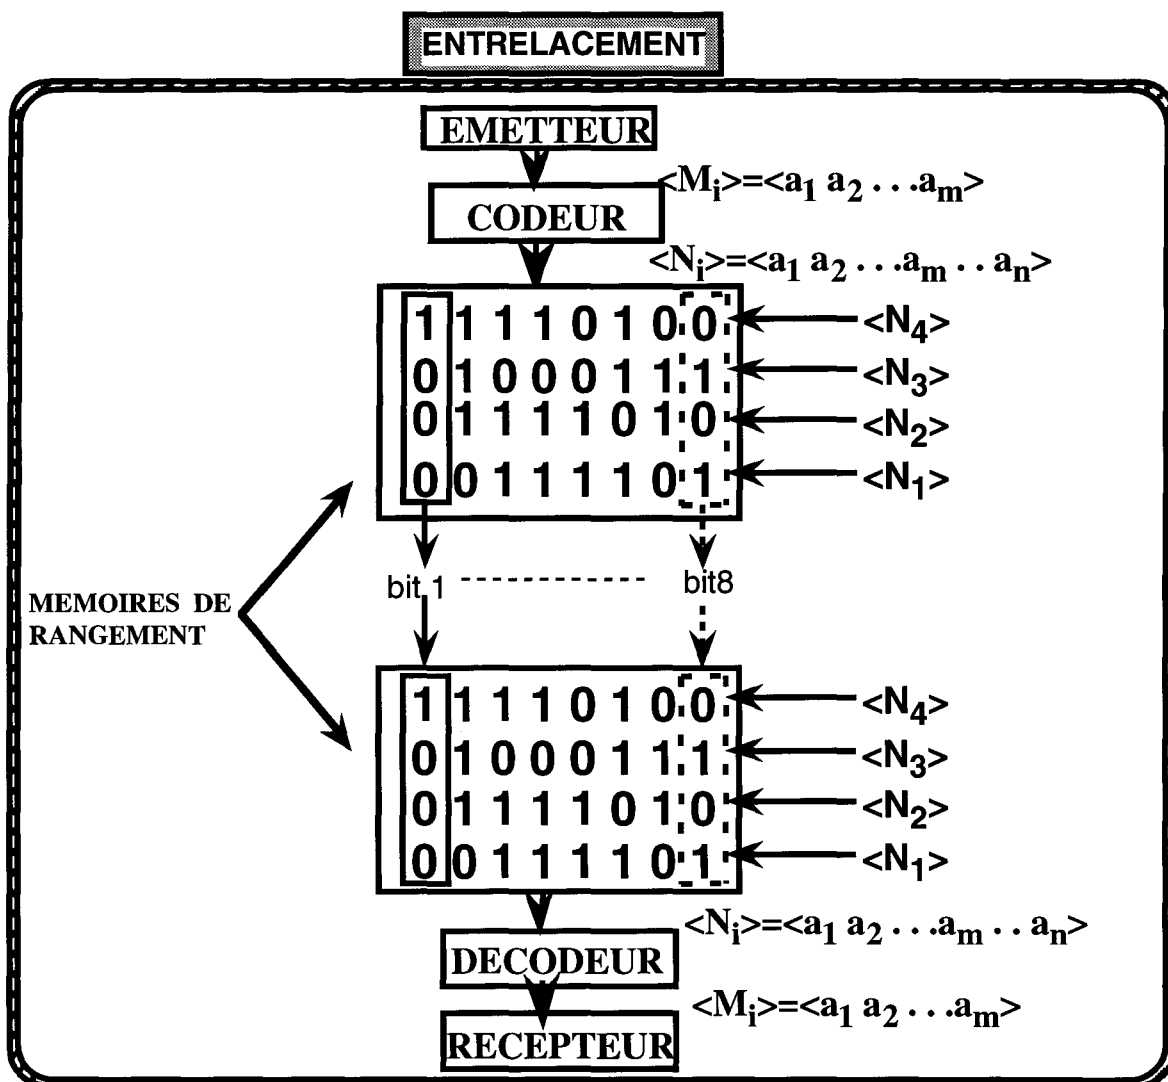 ENTRELACEMENT
EMETTEUR
<Mi>=<a1 a2 . . .am>
CODEUR
<Ni>=<a1 a2 . . .am . . an>
1 1 1 1 0 1 0 0 <N4>
0 1 0 0 0 1 1 1 <N3>
0 1 1 1 1 0 1 0 <N2>
0 0 1 1 1 1 0 1 <N1>
bit 1 bit8
MEMOIRES DE
RANGEMENT
1 1 1 1 0 1 0 0 <N4>
0 1 0 0 0 1 1 1 <N3>
0 1 1 1 1 0 1 0 <N2>
0 0 1 1 1 1 0 1 <N1>
<Ni>=<a1 a2 . . .am . . an>
DECODEUR
<Mi>=<a1 a2 . . .am>
RECEPTEUR